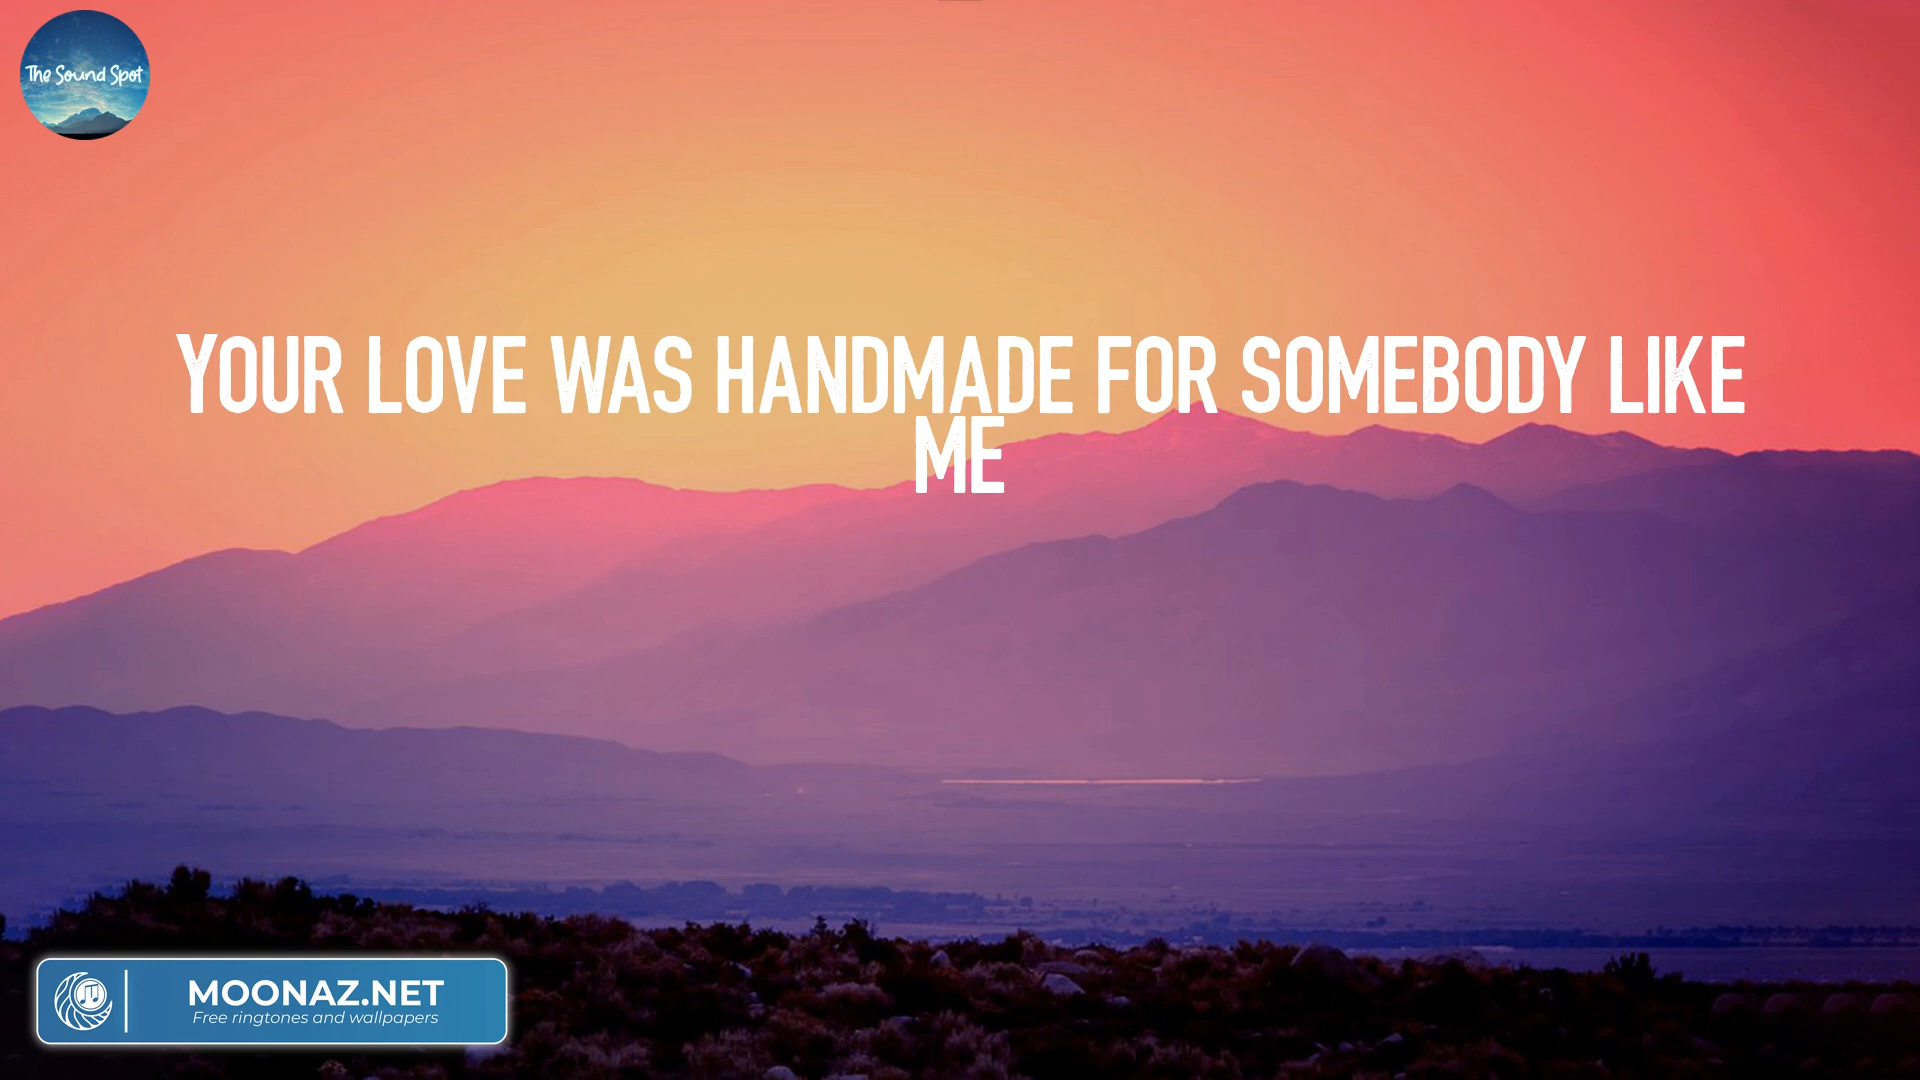 The Sound Spot
YOUR LOVE WAS HANDMADE FOR SOMEBODY LIKE
ME
MOONAZ.NET
Free ringtones and wallpapers